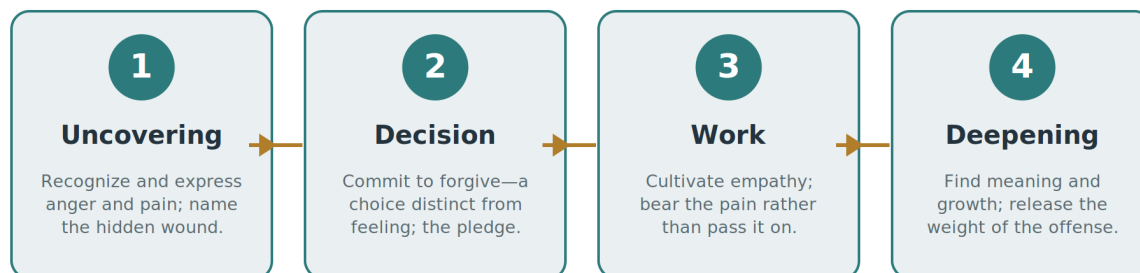 1
Uncovering
Recognize and express
anger and pain; name
the hidden wound.
2
Decision
Commit to forgive—a
choice distinct from
feeling; the pledge.
3
Work
Cultivate empathy;
bear the pain rather
than pass it on.
4
Deepening
Find meaning and
growth; release the
weight of the offense.